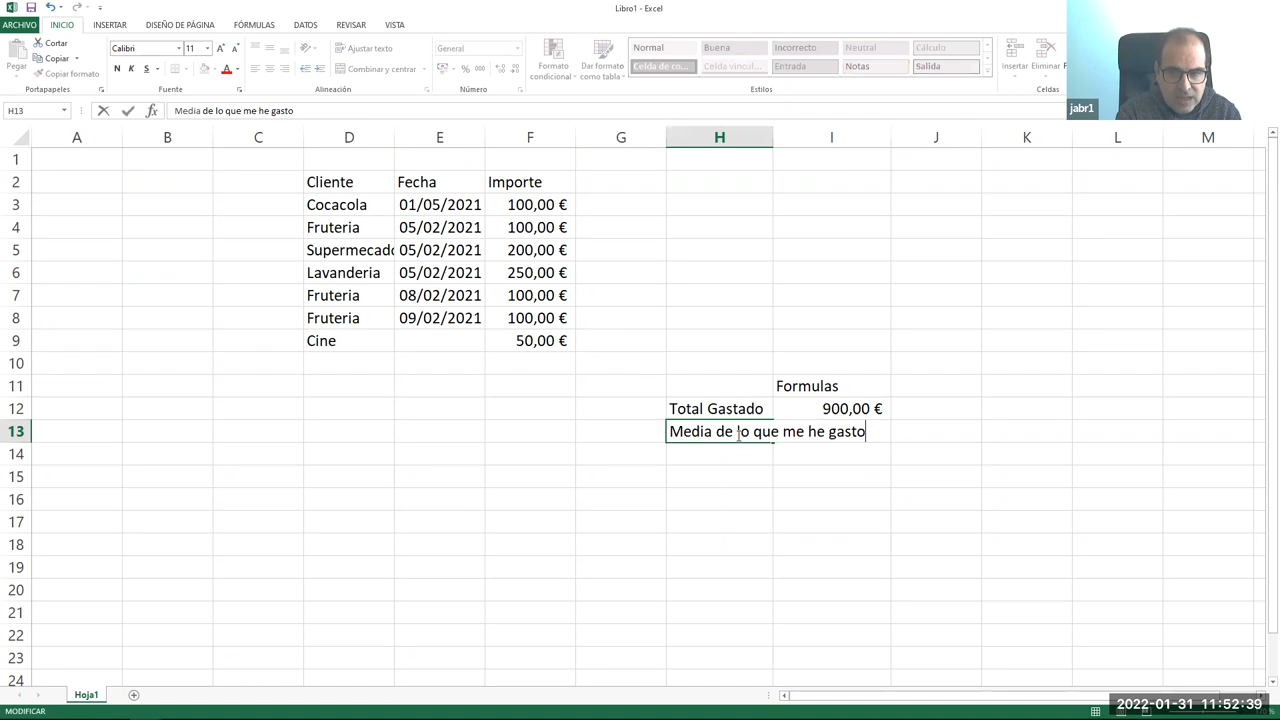 Libro1 - Excel
ARCHIVO INICIO INSERTAR DISEÑO DE PÁGINA FÓRMULAS DATOS REVISAR VISTA
Pegar
Cortar
Copiar
Copiar formato
Portapapeles
Calibri 11
N K S
Fuente
Ajustar texto
Combinar y centrar
Alineación
General
% 000
Número
Formato condicional
Dar formato como tabla
Normal Buena Incorrecto Neutral Cálculo
Celda de co... Celda vincul... Entrada Notas Salida
Estilos
Insertar Eliminar
Celdas
jabr1
H13 fx Media de lo que me he gasto
A B C D E F G H I J K L M
1
2 Cliente Fecha Importe
3 Cocacola 01/05/2021 100,00 €
4 Fruteria 05/02/2021 100,00 €
5 Supermecado 05/02/2021 200,00 €
6 Lavanderia 05/02/2021 250,00 €
7 Fruteria 08/02/2021 100,00 €
8 Fruteria 09/02/2021 100,00 €
9 Cine 50,00 €
10
11 Formulas
12 Total Gastado 900,00 €
13 Media de lo que me he gasto
14
15
16
17
18
19
20
21
22
23
24
Hoja1
MODIFICAR
2022-01-31 11:52:39